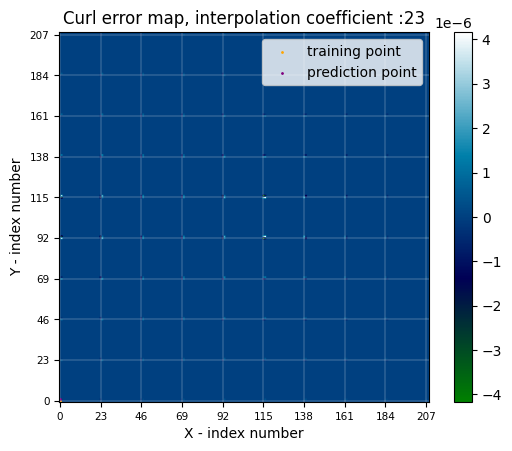 Curl error map, interpolation coefficient :23
1e−6
training point
prediction point
207
184
161
138
115
92
69
46
23
0
Y - index number
0 23 46 69 92 115 138 161 184 207
X - index number
4
3
2
1
0
−1
−2
−3
−4